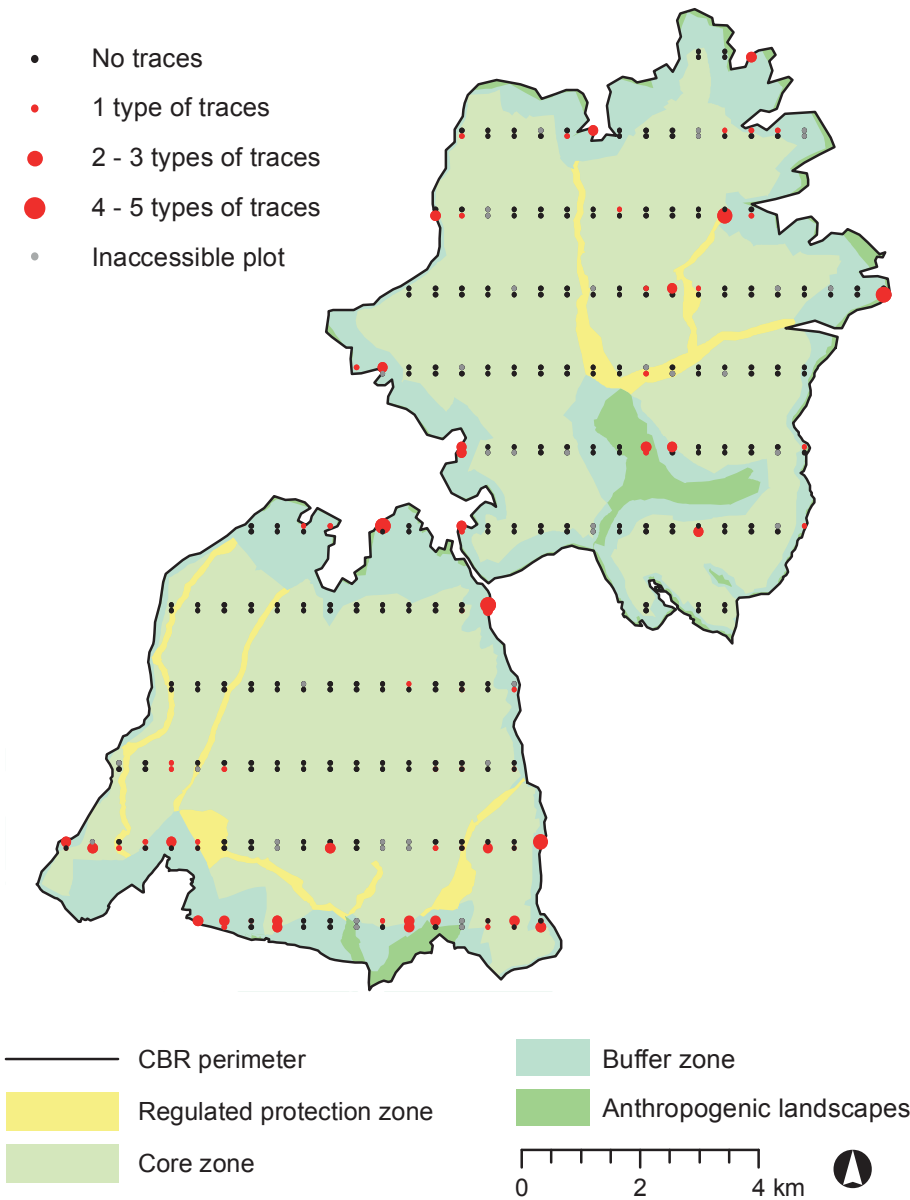 No traces
1 type of traces
2 - 3 types of traces
4 - 5 types of traces
Inaccessible plot
CBR perimeter
Regulated protection zone
Core zone
Buffer zone
Anthropogenic landscapes
0 2 4 km